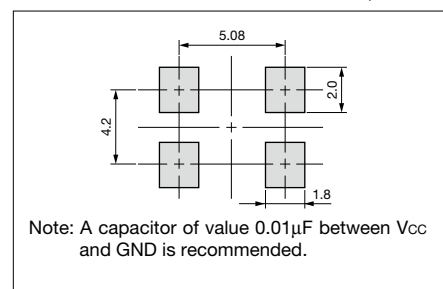 5.08
2.0
4.2
1.8
Note: A capacitor of value 0.01μF between Vcc
and GND is recommended.